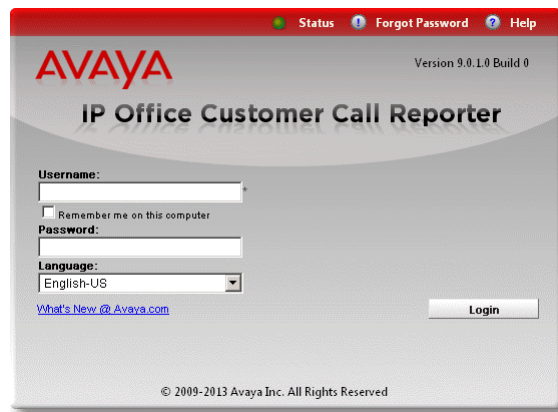 Status ! Forgot Password ? Help
AVAYA
Version 9.0.1.0 Build 0
IP Office Customer Call Reporter
Username:
*
Remember me on this computer
Password:
Language:
English-US
What's New @ Avaya.com
Login
© 2009-2013 Avaya Inc. All Rights Reserved